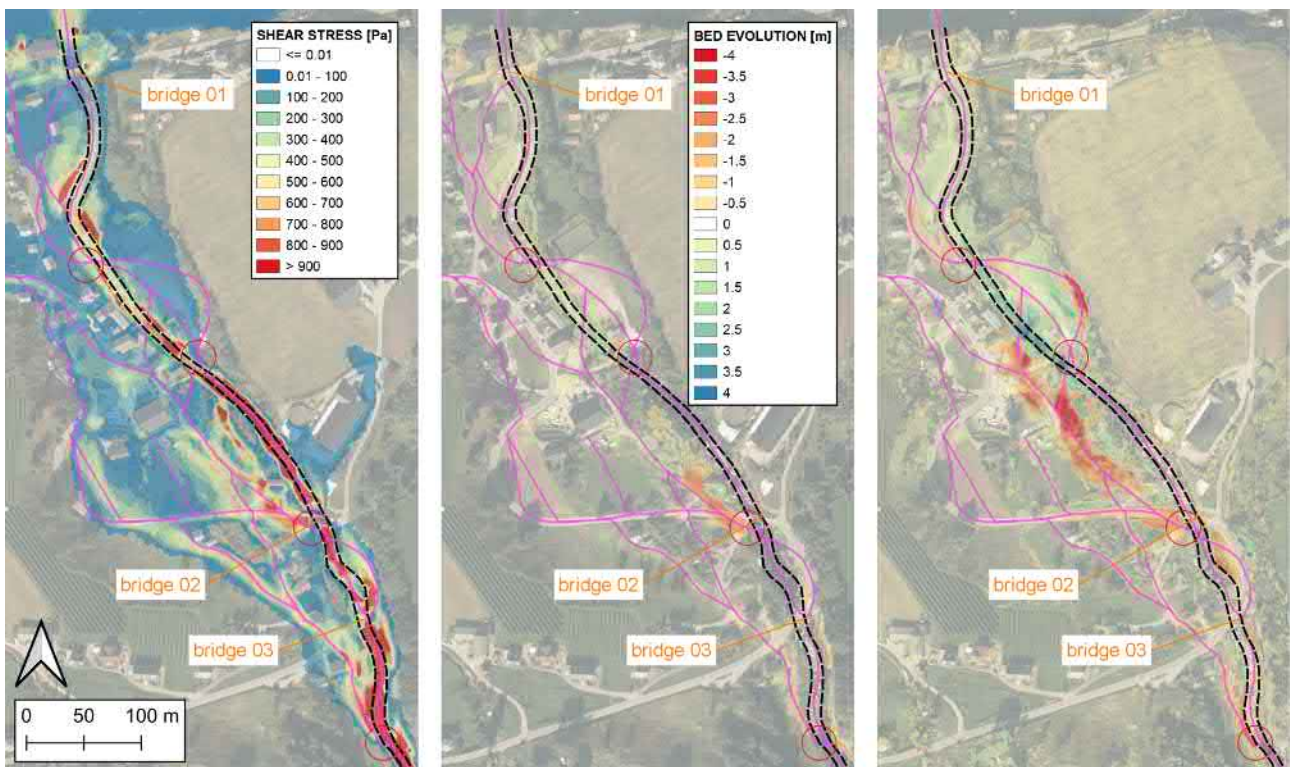 SHEAR STRESS [Pa]
<= 0.01
0.01 - 100
100 - 200
200 - 300
300 - 400
400 - 500
500 - 600
600 - 700
700 - 800
800 - 900
> 900
bridge 01
bridge 02
bridge 03
0 50 100 m
BED EVOLUTION [m]
-4
-3.5
-3
-2.5
-2
-1.5
-1
-0.5
0
0.5
1
1.5
2
2.5
3
3.5
4
bridge 01
bridge 02
bridge 03
bridge 01
bridge 02
bridge 03